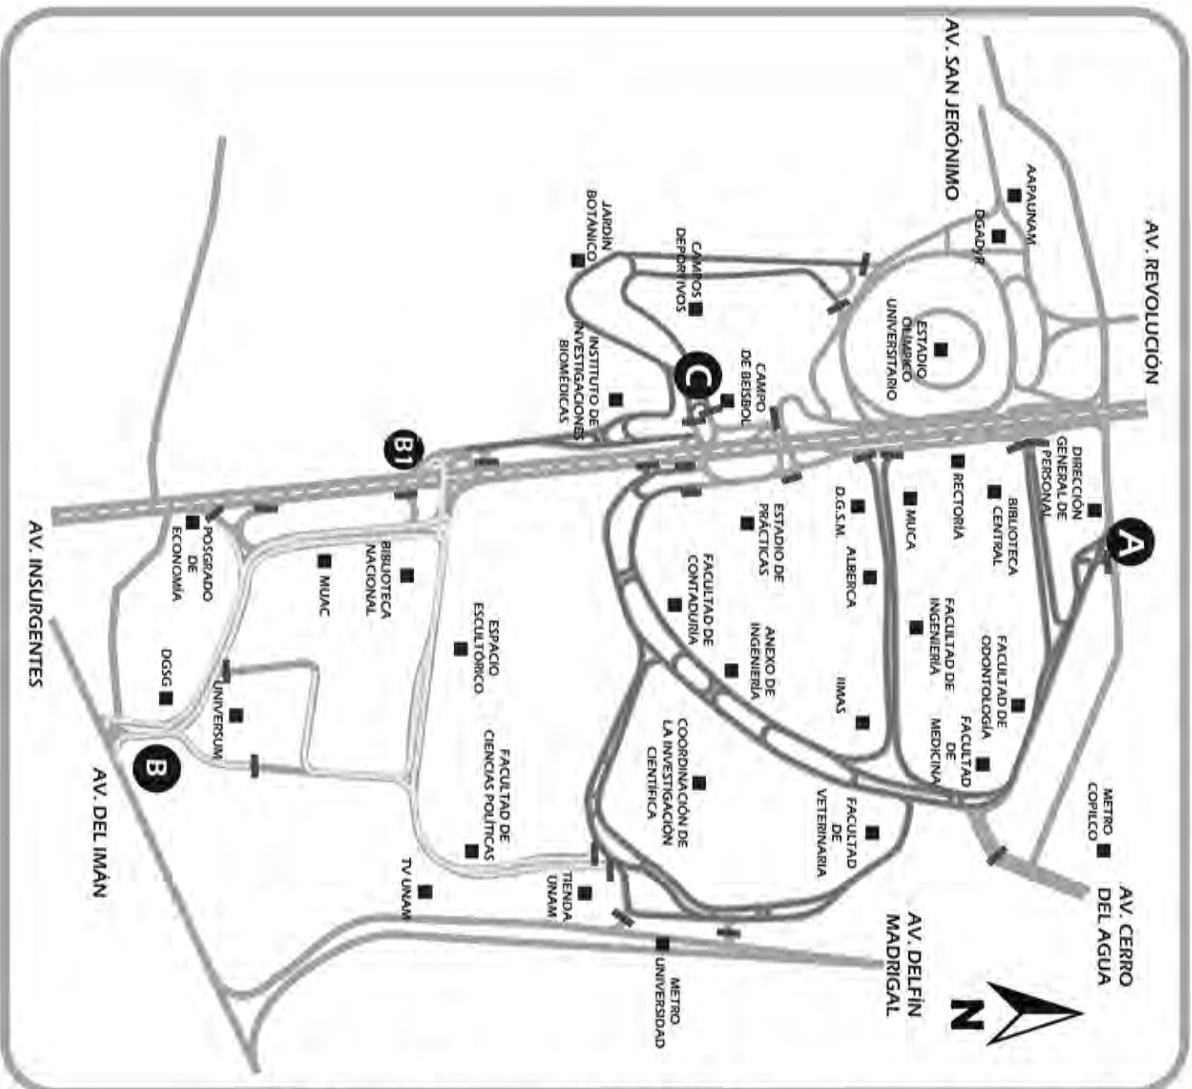 AV. REVOLUCIÓN
A
AV. CERRO
DEL AGUA
METRO
COPILCO
DIRECCIÓN
GENERAL DE
PERSONAL
AAPAUNAM
DGADyR
AV. SAN JERÓNIMO
BIBLIOTECA
CENTRAL
FACULTAD DE
ODONTOLOGÍA
FACULTAD
DE
MEDICINA
RECTORÍA
N
ESTADIO
OLÍMPICO
UNIVERSITARIO
MUCA
FACULTAD DE
INGENIERÍA
AV. DELFÍN
MADRIGAL
D.G.S.M.
ALBERCA
IIMAS
FACULTAD
DE
VETERINARIA
CAMPO
DE BEISBOL
ESTADIO DE
PRÁCTICAS
ANEXO DE
INGENIERÍA
CAMPOS
DEPORTIVOS
C
FACULTAD DE
CONTADURÍA
COORDINACIÓN DE
LA INVESTIGACIÓN
CIENTÍFICA
METRO
UNIVERSIDAD
JARDÍN
BOTÁNICO
INSTITUTO DE
INVESTIGACIONES
BIOMÉDICAS
TIENDA
UNAM
ESPACIO
ESCULTÓRICO
FACULTAD DE
CIENCIAS POLÍTICAS
B1
TV UNAM
BIBLIOTECA
NACIONAL
MUAC
UNIVERSUM
POSGRADO
DE
ECONOMÍA
DGSG
B
AV. DEL IMÁN
AV. INSURGENTES